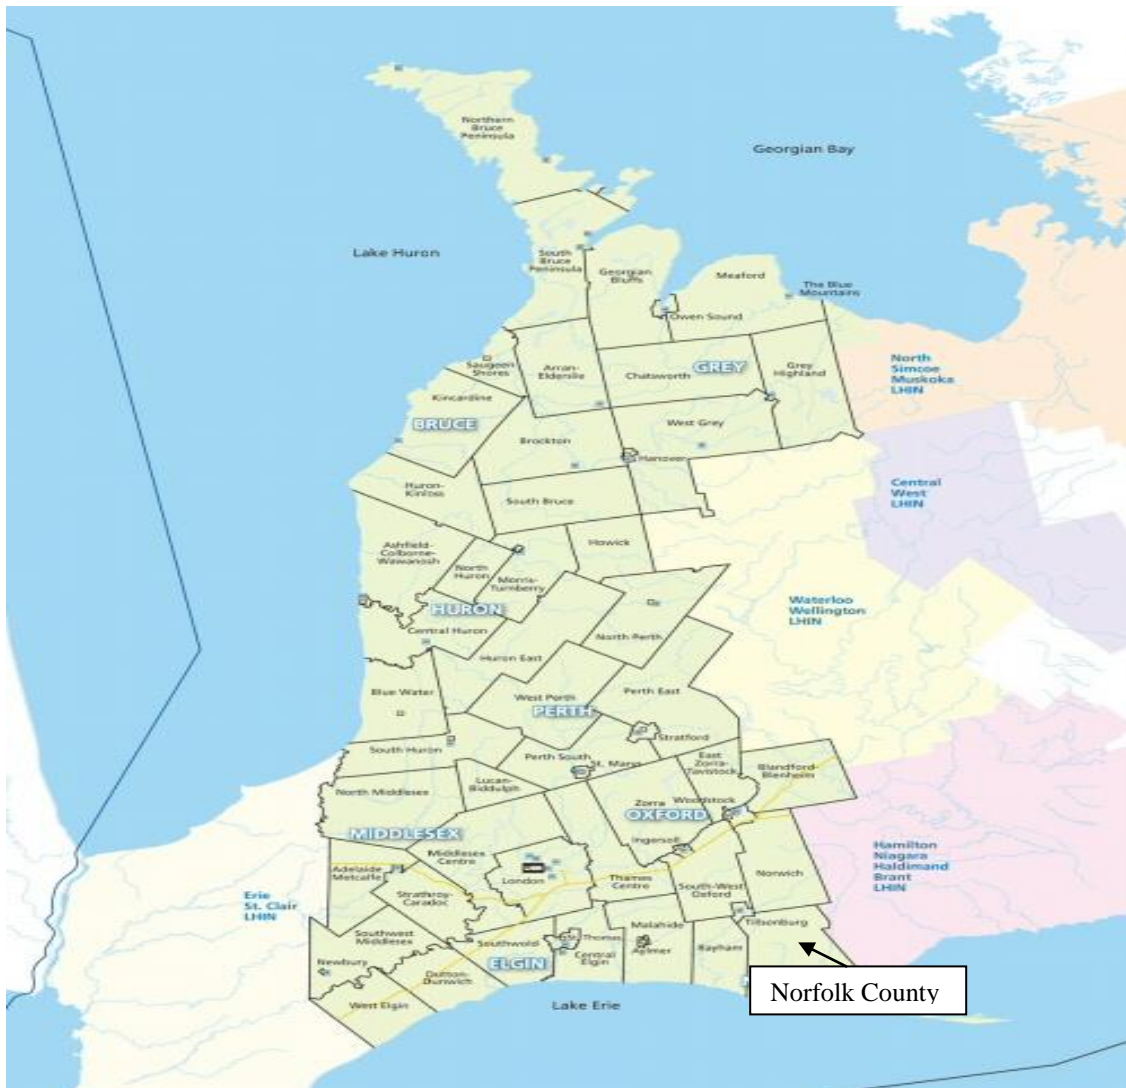 Northern
Bruce
Peninsula
Georgian Bay
Lake Huron
South
Bruce
Peninsula
Georgian
Bluffs
Meaford
The Blue
Mountains
Owen Sound
Saugeen
Shores
Arran-
Elderslie
Chatsworth
GREY
Grey
Highland
North
Simcoe
Muskoka
LHIN
Kincardine
BRUCE
West Grey
Brockton
Hanover
Huron-
Kinloss
South Bruce
Central
West
LHIN
Ashfield-
Colborne-
Wawanosh
Howick
North
Huron
Morris-
Turnberry
HURON
Waterloo
Wellington
LHIN
Central Huron
North Perth
Huron East
Blue Water
West Perth
Perth East
PERTH
Stratford
South Huron
Perth South
St. Marys
East
Zorra-
Tavistock
Blandford-
Blenheim
North Middlesex
Lucan-
Biddulph
Zorra
Woodstock
OXFORD
MIDDLESEX
Ingersoll
Middlesex
Centre
Hamilton
Niagara
Haldimand
Brant
LHIN
Adelaide
Metcalfe
London
Thames
Centre
Norwich
Erie
St. Clair
LHIN
Strathroy-
Caradoc
South-West
Oxford
Tillsonburg
Southwest
Middlesex
Southwold
St. Thomas
Malahide
Newbury
ELGIN
Central
Elgin
Aylmer
Bayham
Dutton-
Dunwich
West Elgin
Lake Erie
Norfolk County